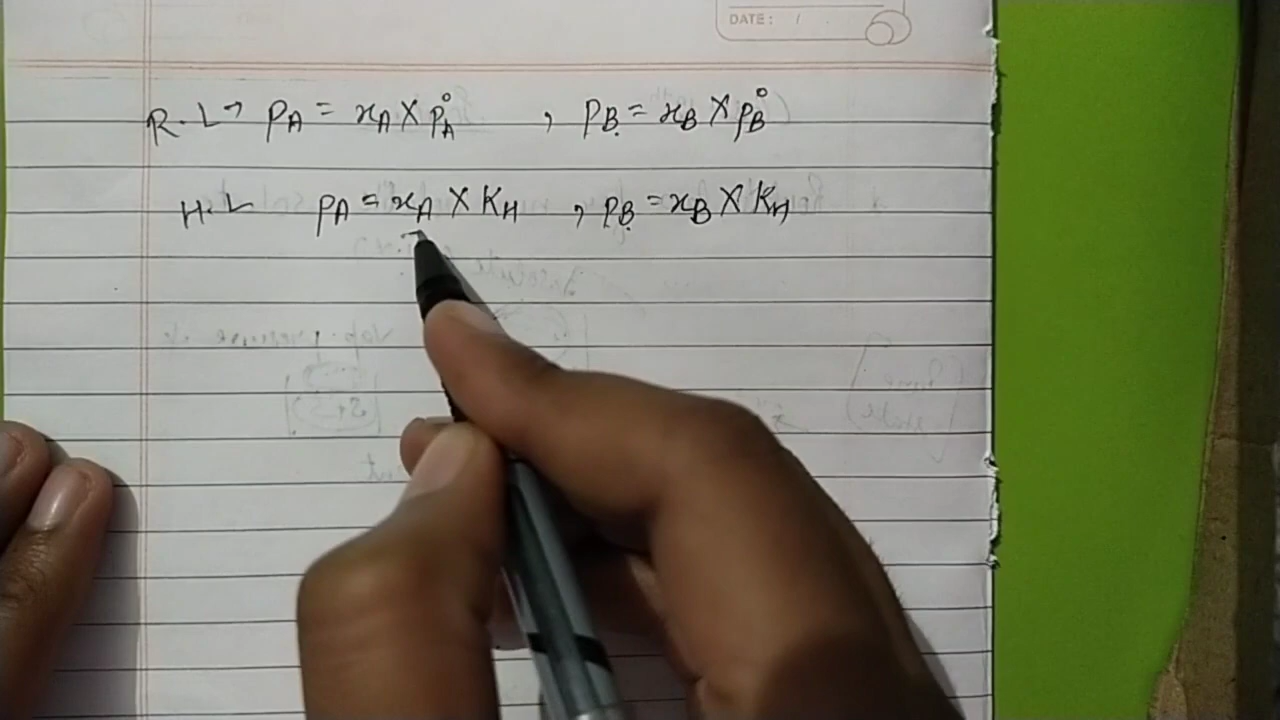 DATE: /
R.L→ pA = xA × p°A , pB = xB × p°B
H.L pA = xA × KH , pB = xB × KH